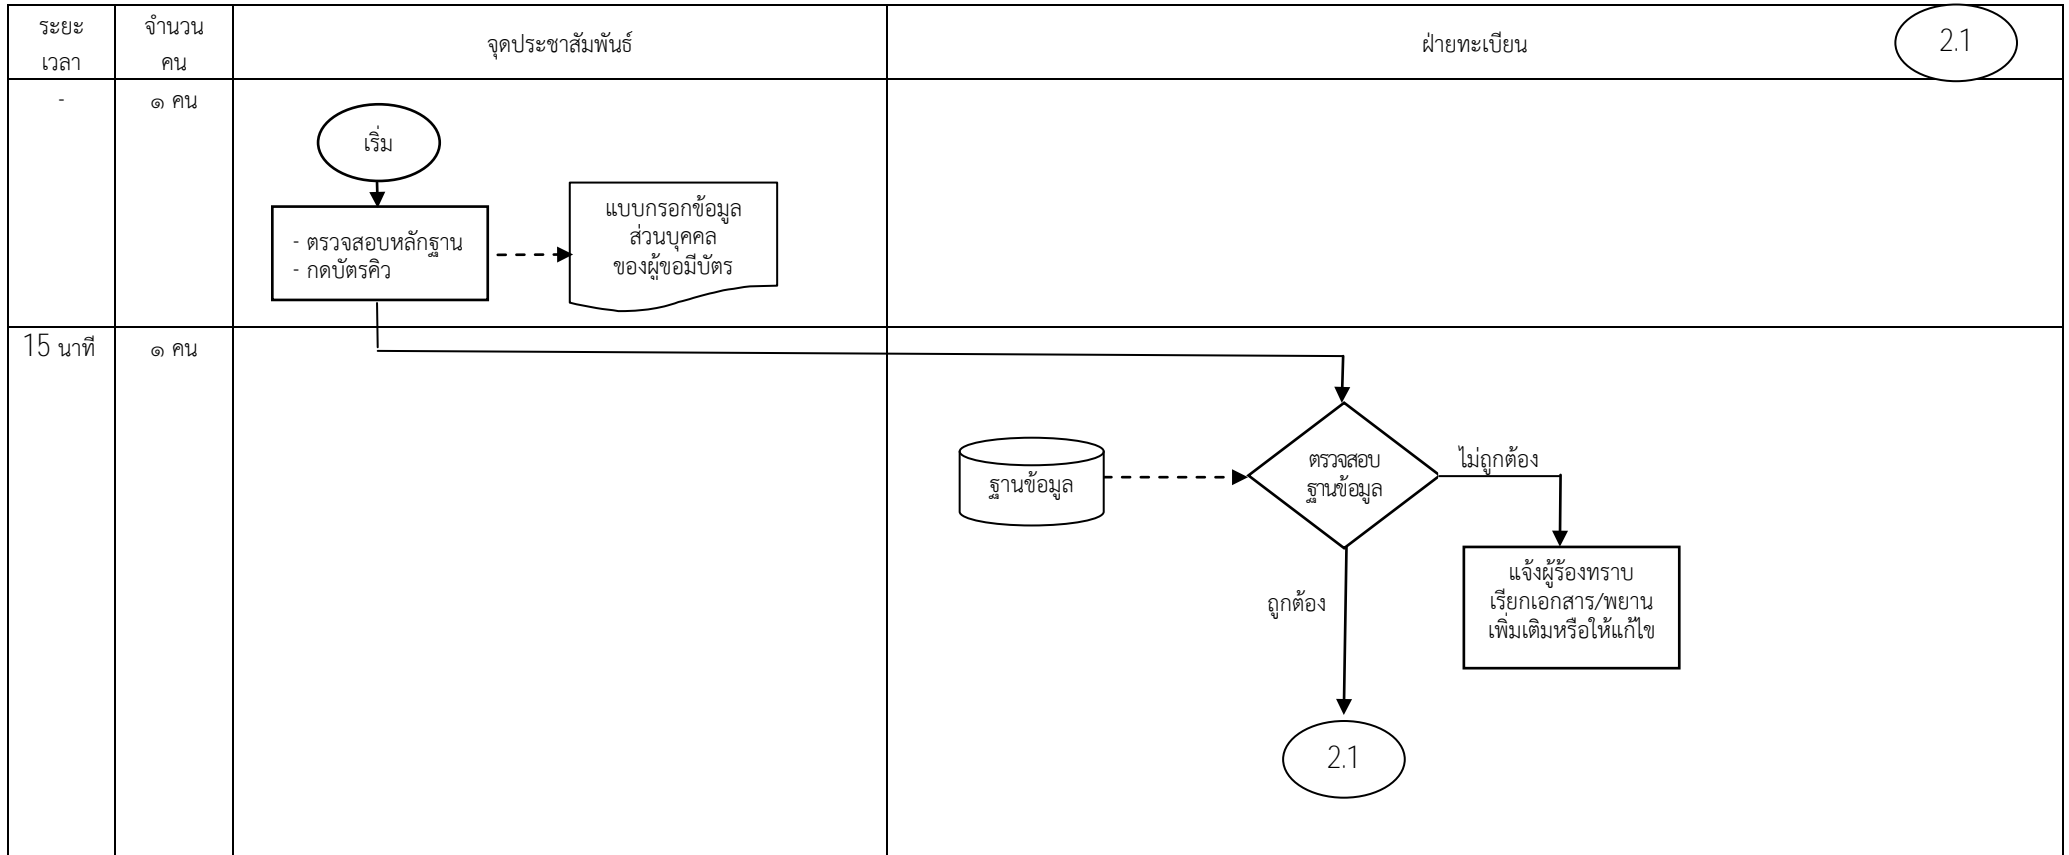 ระยะ
เวลา
จำนวน
คน
จุดประชาสัมพันธ์
ฝ่ายทะเบียน
2.1
-
๑ คน
เริ่ม
- ตรวจสอบหลักฐาน
- กดบัตรคิว
แบบกรอกข้อมูล
ส่วนบุคคล
ของผู้ขอมีบัตร
15 นาที
๑ คน
ฐานข้อมูล
ตรวจสอบ
ฐานข้อมูล
ไม่ถูกต้อง
แจ้งผู้ร้องทราบ
เรียกเอกสาร/พยาน
เพิ่มเติมหรือให้แก้ไข
ถูกต้อง
2.1